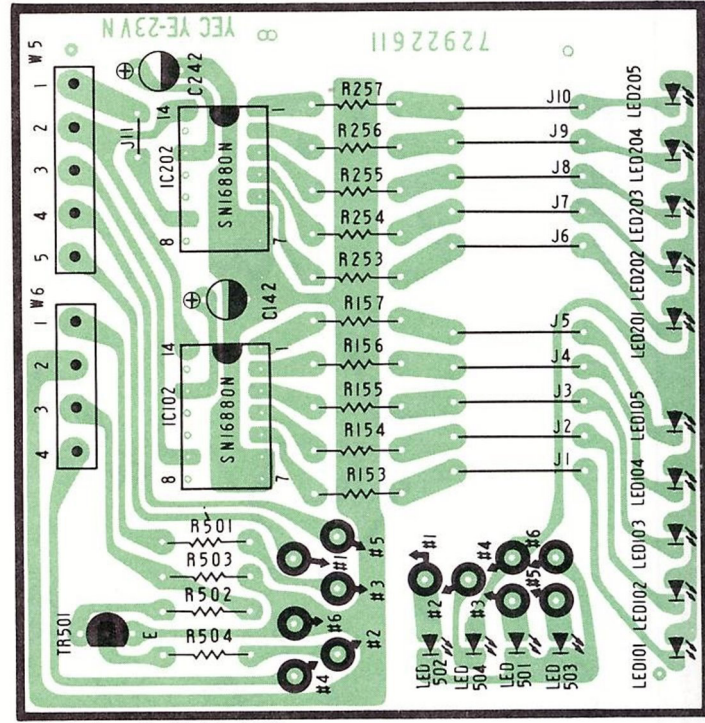 YEC YE-23VN ∞ 72922611
W5
1
2
3
4
5
C242
J11
14
1
IC202
SN16880N
8
7
R257
R256
R255
R254
R253
J10
J9
J8
J7
J6
LED205
LED204
LED203
LED202
LED201
W6
1
2
3
4
C142
14
1
IC102
SN16880N
8
7
R157
R156
R155
R154
R153
J5
J4
J3
J2
J1
LED105
LED104
LED103
LED102
LED101
R501
R503
R502
R504
TR501
E
#5
#1
#3
#6
#2
#4
#1
#4
#6
#2
#3
#5
LED 502
LED 504
LED 501
LED 503